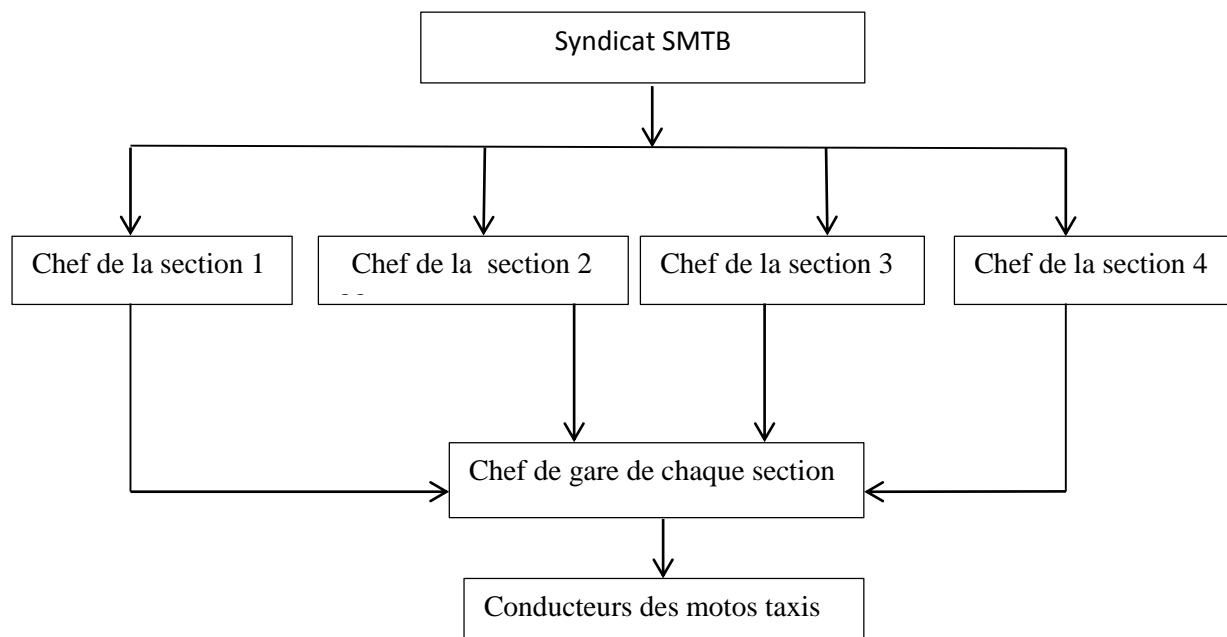 Syndicat SMTB
Chef de la section 1
Chef de la section 2
Chef de la section 3
Chef de la section 4
Chef de gare de chaque section
Conducteurs des motos taxis